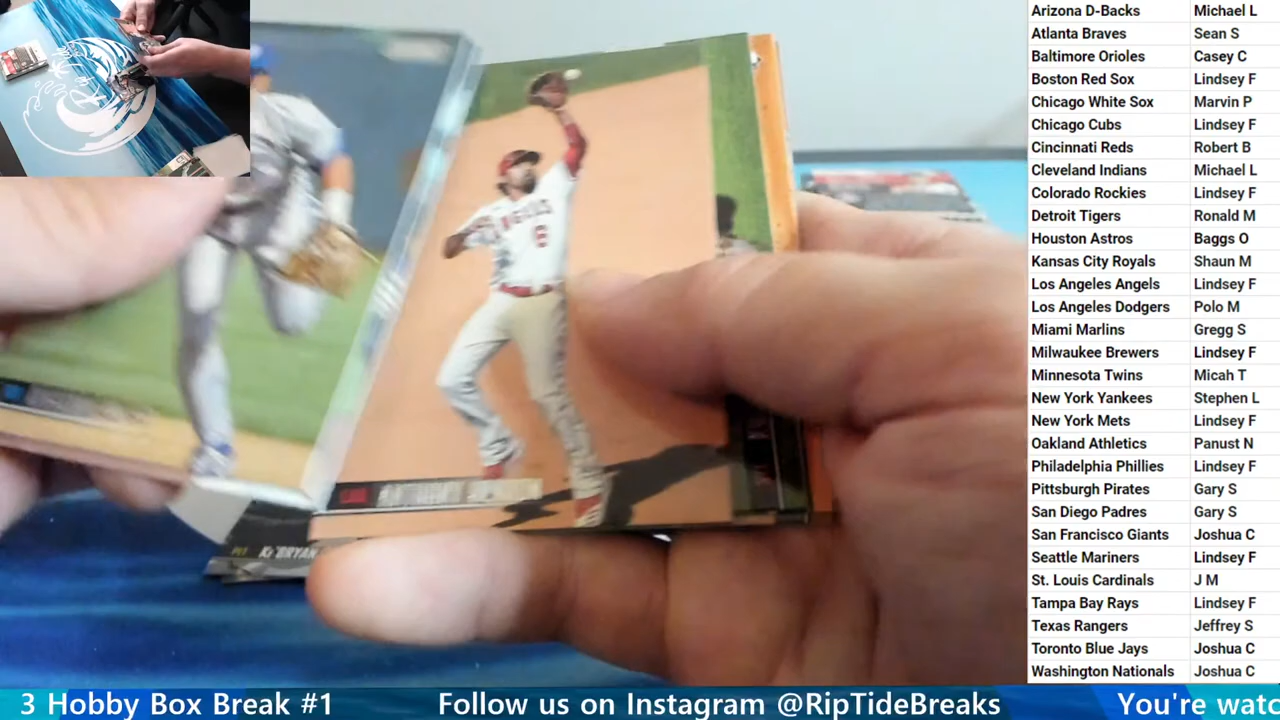 Arizona D-Backs Michael L
Atlanta Braves Sean S
Baltimore Orioles Casey C
Boston Red Sox Lindsey F
Chicago White Sox Marvin P
Chicago Cubs Lindsey F
Cincinnati Reds Robert B
Cleveland Indians Michael L
Colorado Rockies Lindsey F
Detroit Tigers Ronald M
Houston Astros Baggs O
Kansas City Royals Shaun M
Los Angeles Angels Lindsey F
Los Angeles Dodgers Polo M
Miami Marlins Gregg S
Milwaukee Brewers Lindsey F
Minnesota Twins Micah T
New York Yankees Stephen L
New York Mets Lindsey F
Oakland Athletics Panust N
Philadelphia Phillies Lindsey F
Pittsburgh Pirates Gary S
San Diego Padres Gary S
San Francisco Giants Joshua C
Seattle Mariners Lindsey F
St. Louis Cardinals J M
Tampa Bay Rays Lindsey F
Texas Rangers Jeffrey S
Toronto Blue Jays Joshua C
Washington Nationals Joshua C
ANGELS
6
PIT KE'BRYAN
3 Hobby Box Break #1 Follow us on Instagram @RipTideBreaks You're watc